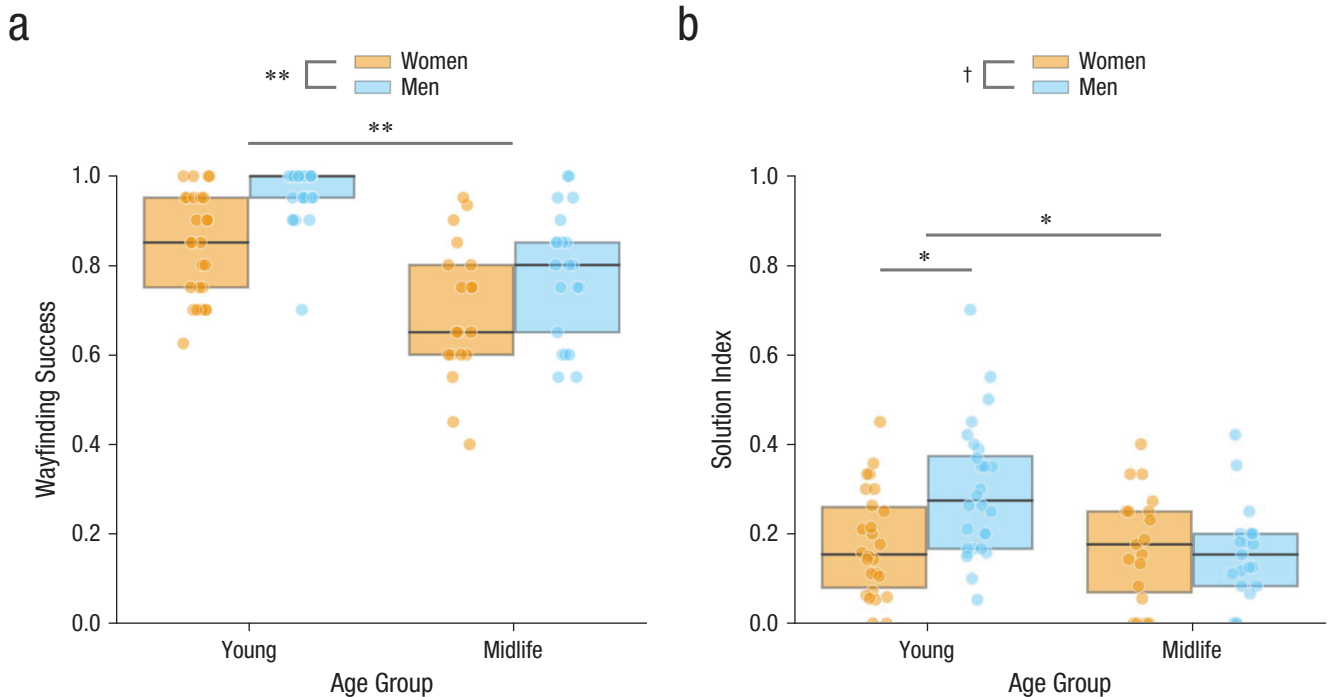 a
** Women
Men
**
1.0
0.8
0.6
0.4
0.2
0.0
Wayfinding Success
Young Midlife
Age Group
b
† Women
Men
*
*
1.0
0.8
0.6
0.4
0.2
0.0
Solution Index
Young Midlife
Age Group